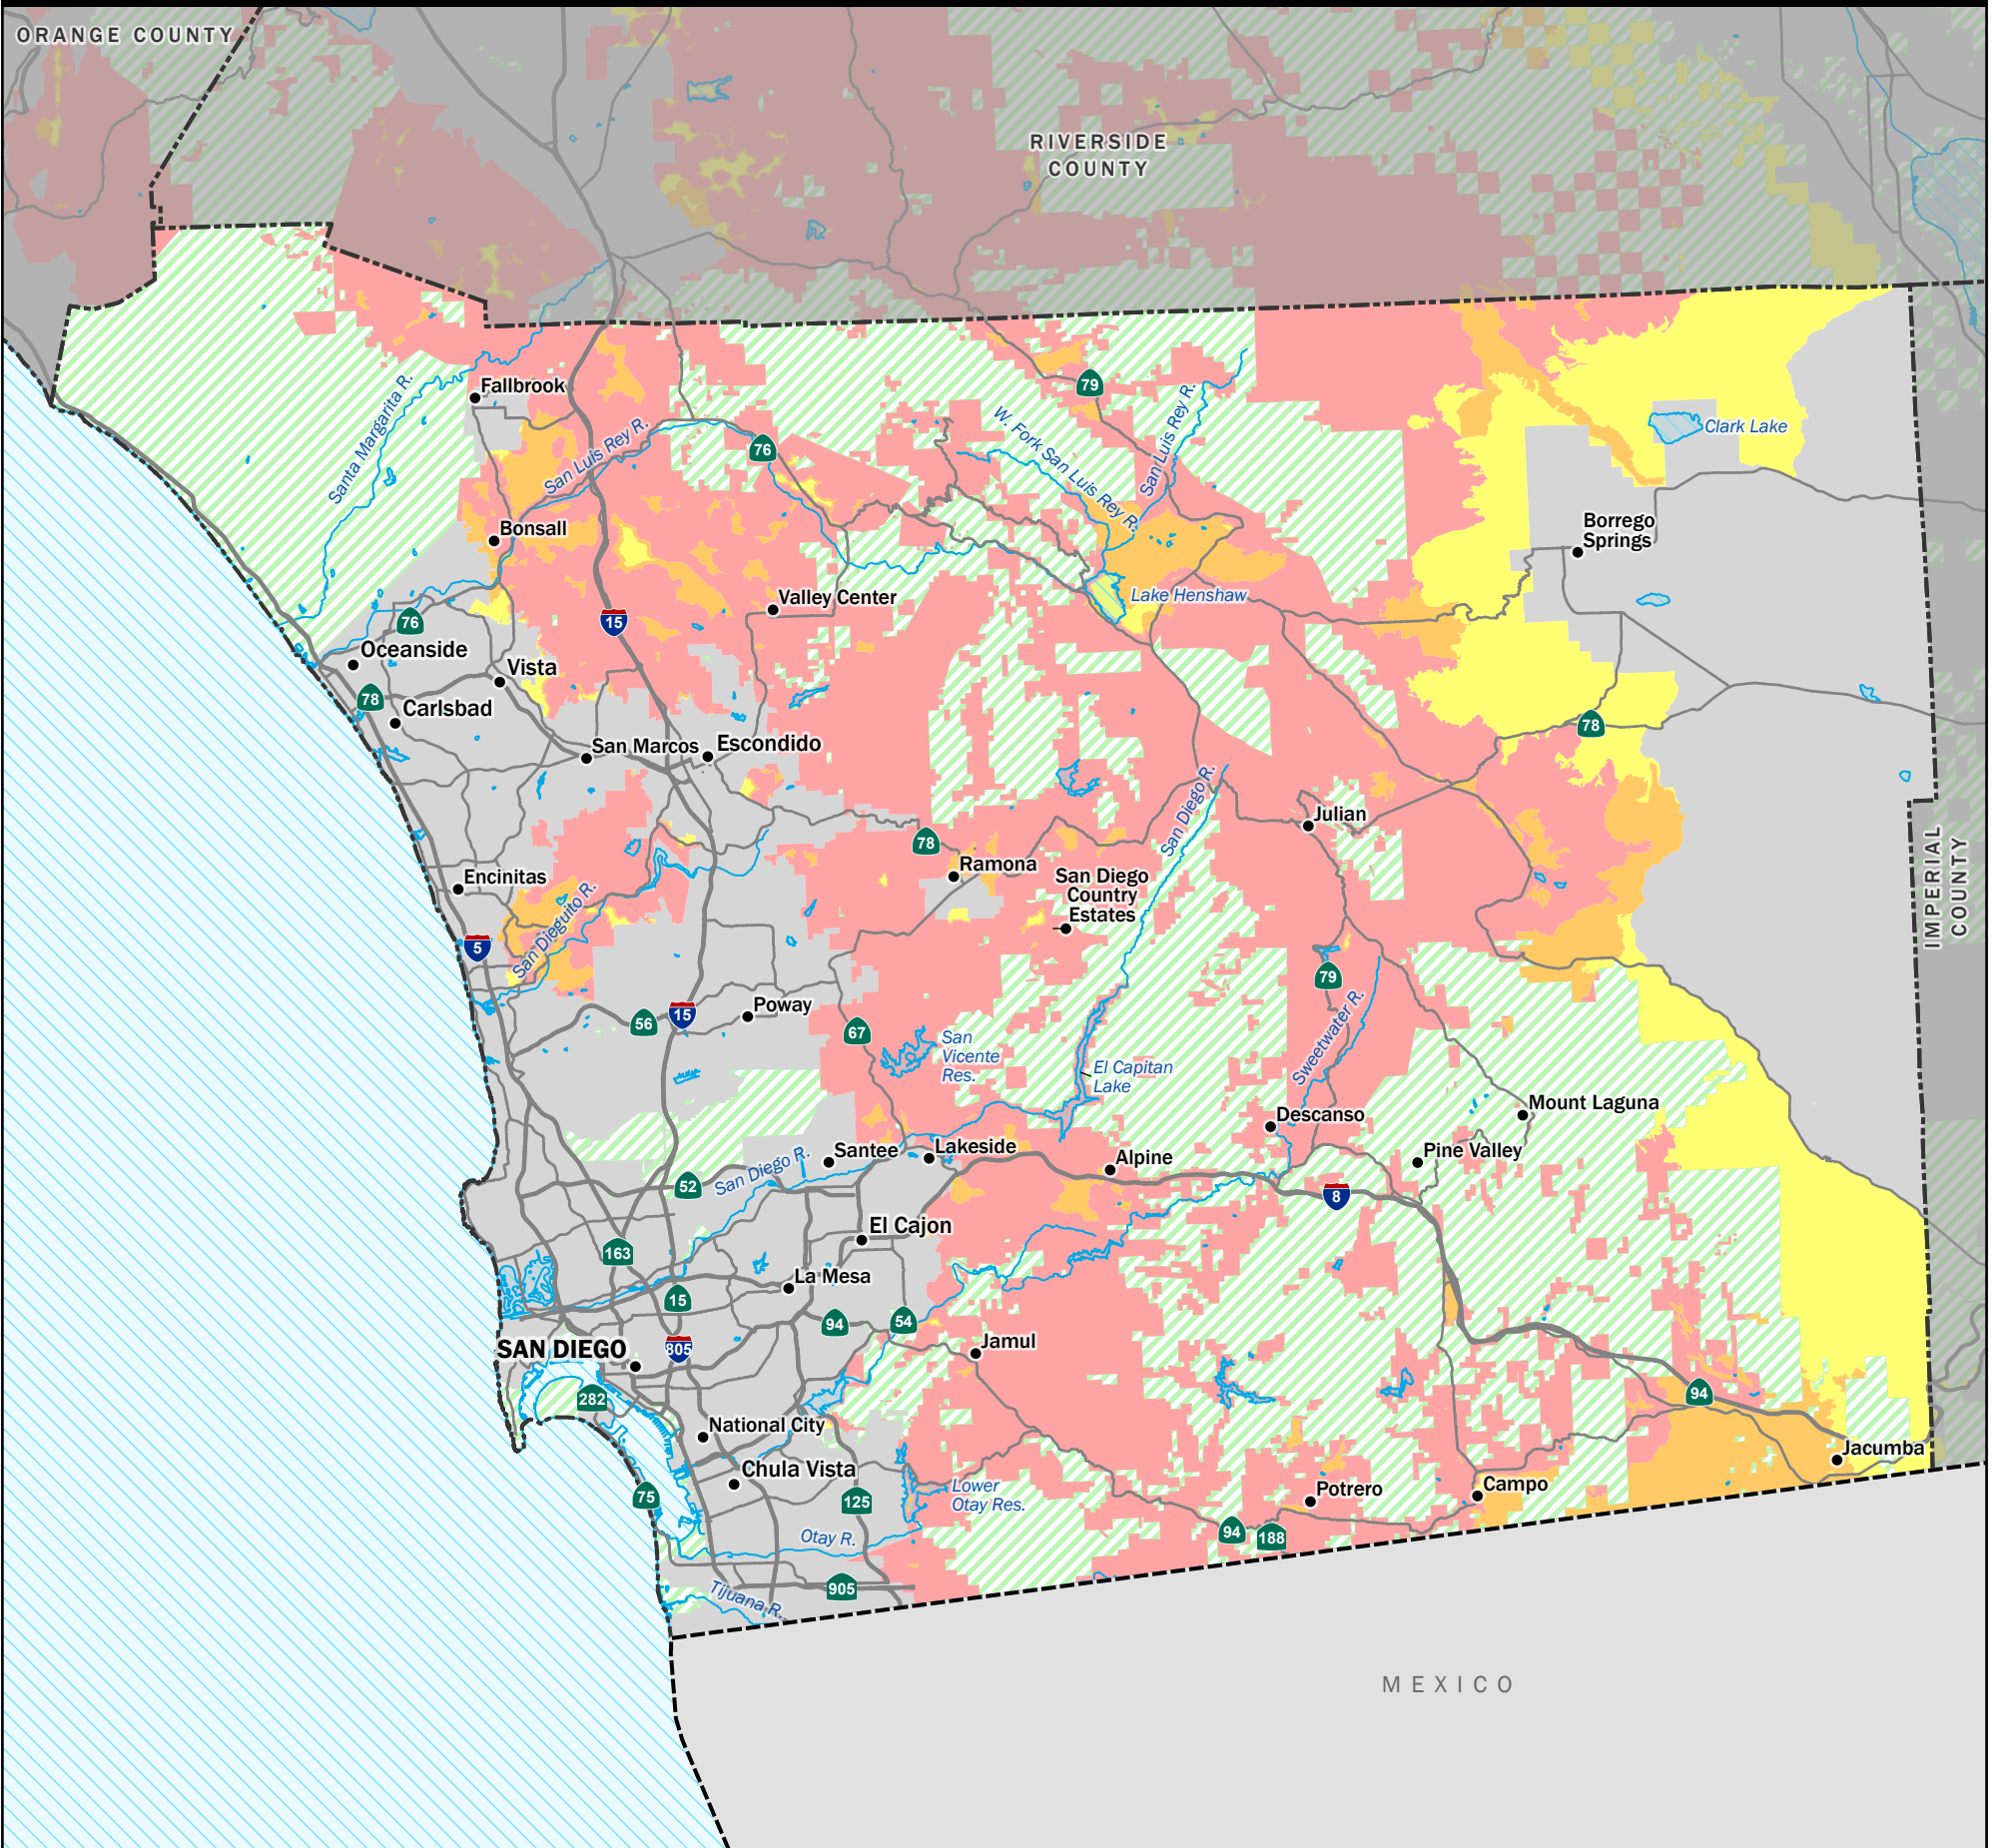 ORANGE COUNTY
RIVERSIDE
COUNTY
79
Fallbrook
Santa Margarita R.
San Luis Rey R.
76
W. Fork San Luis Rey R.
San Luis Rey R.
Clark Lake
Bonsall
Borrego
Springs
Valley Center
Lake Henshaw
76
15
Oceanside
Vista
78
Carlsbad
78
San Marcos
Escondido
San Diego R.
Julian
78
Ramona
IMPERIAL
COUNTY
Encinitas
San Diego
Country
Estates
San Dieguito R.
5
79
Poway
56
15
67
San
Vicente
Res.
Sweetwater R.
El Capitan
Lake
Descanso
Mount Laguna
Santee
Lakeside
Alpine
Pine Valley
52
San Diego R.
8
El Cajon
163
La Mesa
15
94
54
SAN DIEGO
805
Jamul
282
94
National City
Jacumba
Chula Vista
75
125
Lower
Otay Res.
Potrero
Campo
Otay R.
94
188
905
Tijuana R.
MEXICO